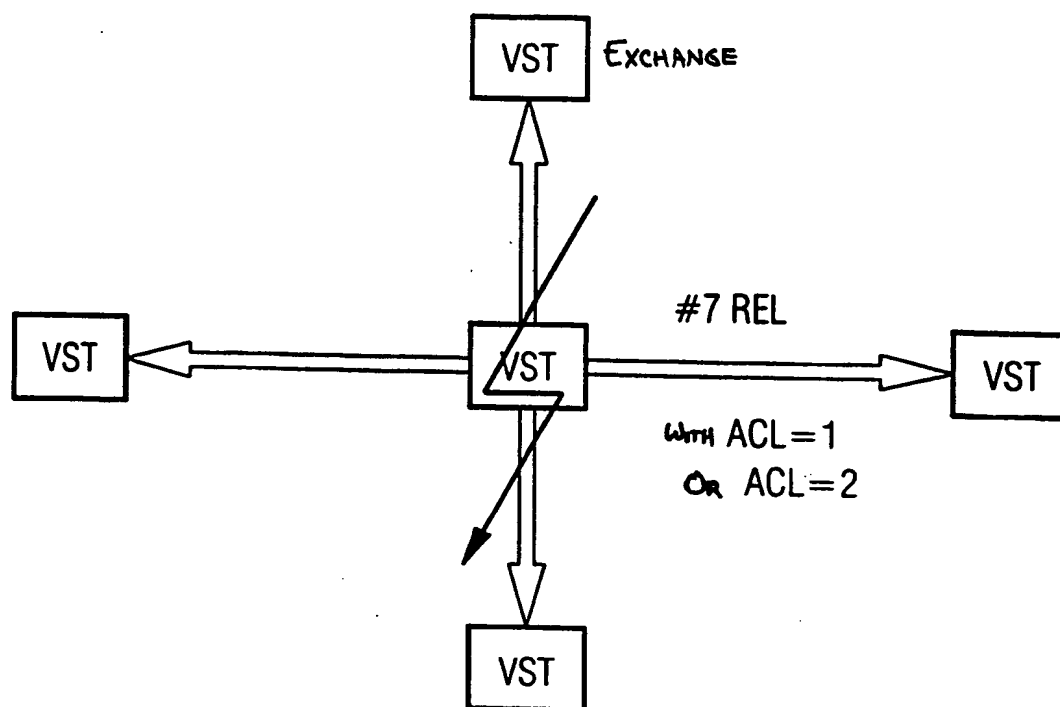 VST EXCHANGE
#7 REL
VST
VST
VST
WITH ACL=1
OR ACL=2
VST